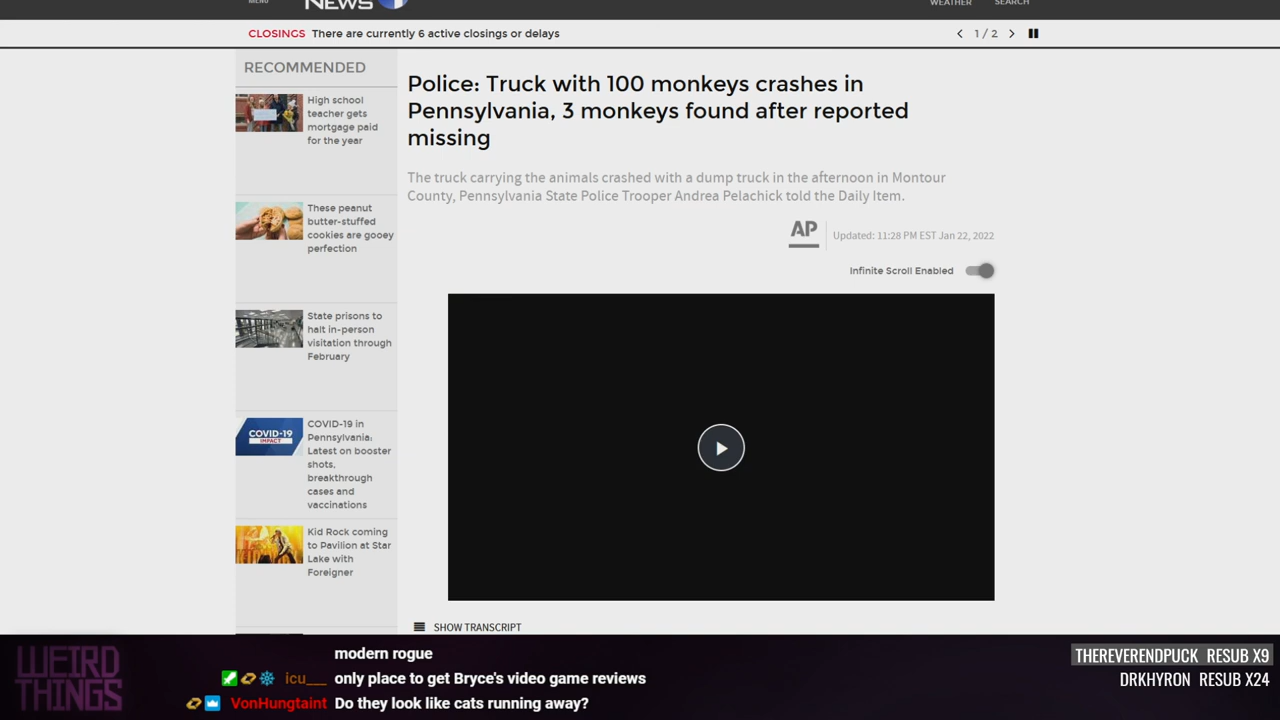 MENU
NEWS
WEATHER
SEARCH
CLOSINGS There are currently 6 active closings or delays
1 / 2
RECOMMENDED
High school
teacher gets
mortgage paid
for the year
These peanut
butter-stuffed
cookies are gooey
perfection
State prisons to
halt in-person
visitation through
February
COVID-19
IMPACT
COVID-19 in
Pennsylvania:
Latest on booster
shots,
breakthrough
cases and
vaccinations
Kid Rock coming
to Pavilion at Star
Lake with
Foreigner
Police: Truck with 100 monkeys crashes in
Pennsylvania, 3 monkeys found after reported
missing
The truck carrying the animals crashed with a dump truck in the afternoon in Montour
County, Pennsylvania State Police Trooper Andrea Pelachick told the Daily Item.
AP
Updated: 11:28 PM EST Jan 22, 2022
Infinite Scroll Enabled
SHOW TRANSCRIPT
WEIRD
THINGS
modern rogue
icu___ only place to get Bryce's video game reviews
VonHungtaint Do they look like cats running away?
THEREVERENDPUCK RESUB X9
DRKHYRON RESUB X24